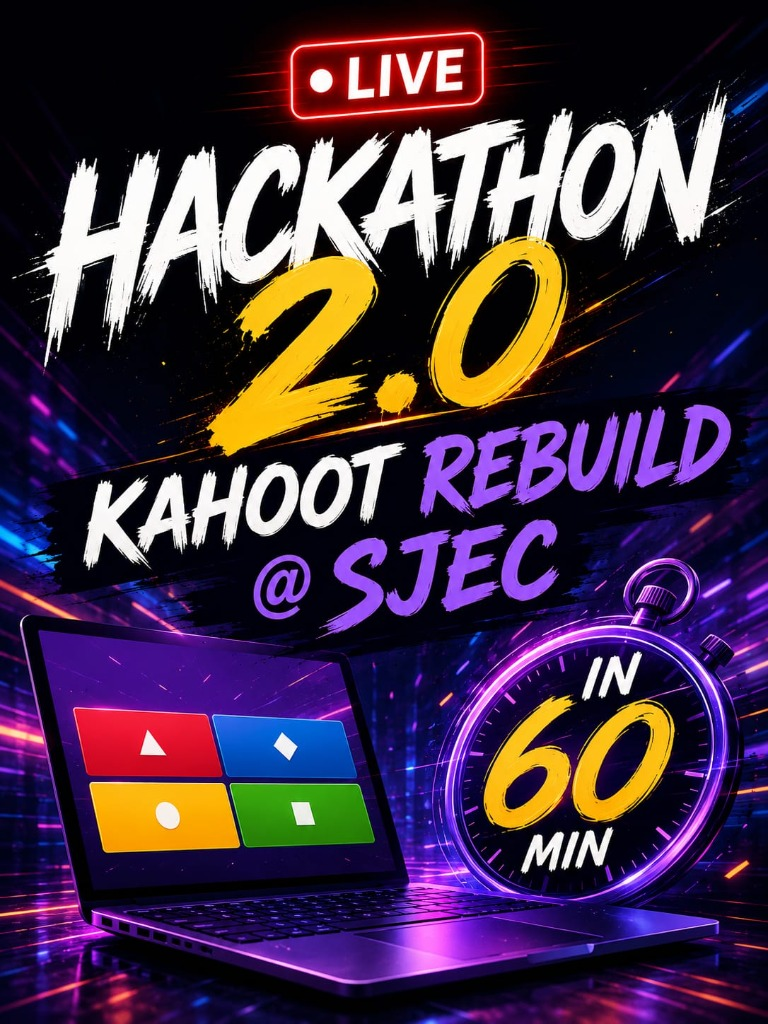 LIVE
HACKATHON
2.0
KAHOOT REBUILD
@ SJEC
IN
60
MIN